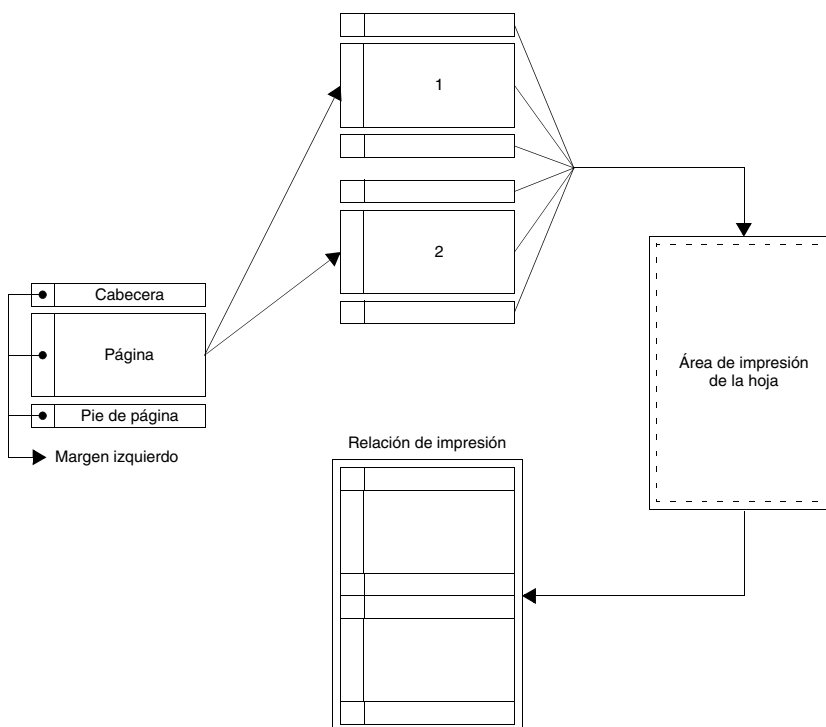 1
2
Cabecera
Página
Pie de página
Margen izquierdo
Área de impresión
de la hoja
Relación de impresión